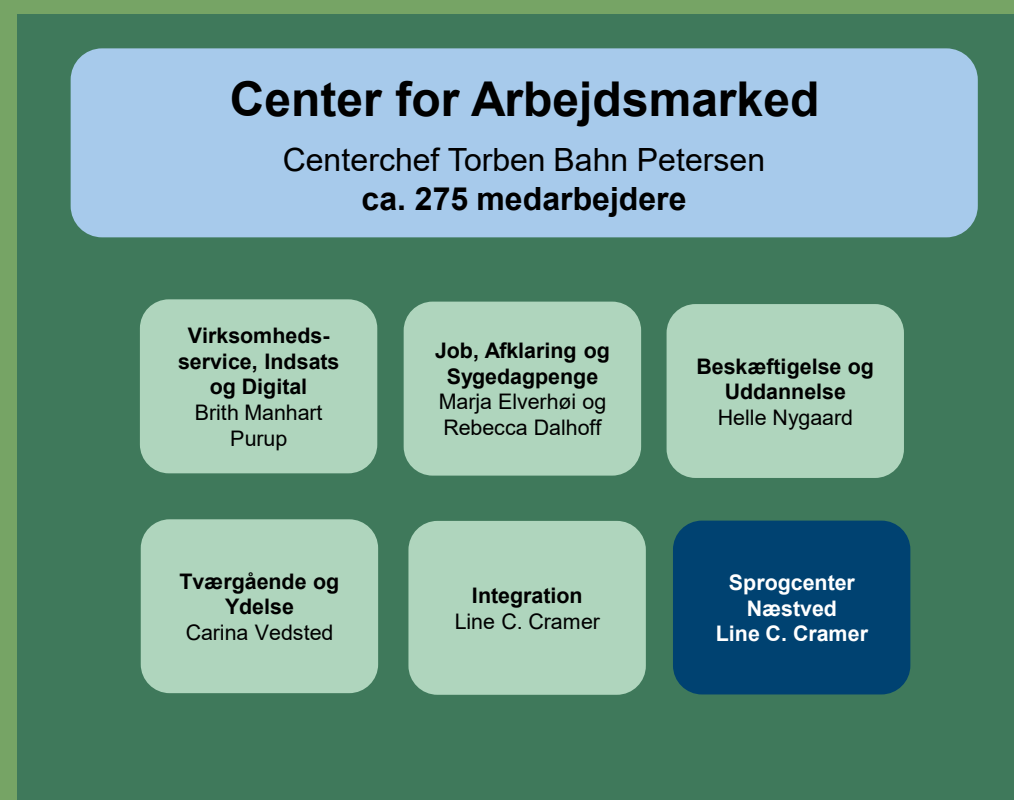 Center for Arbejdsmarked
Centerchef Torben Bahn Petersen
ca. 275 medarbejdere
Virksomheds-
service, Indsats
og Digital
Brith Manhart
Purup
Job, Afklaring og
Sygedagpenge
Marja Elverhøi og
Rebecca Dalhoff
Beskæftigelse og
Uddannelse
Helle Nygaard
Tværgående og
Ydelse
Carina Vedsted
Integration
Line C. Cramer
Sprogcenter
Næstved
Line C. Cramer